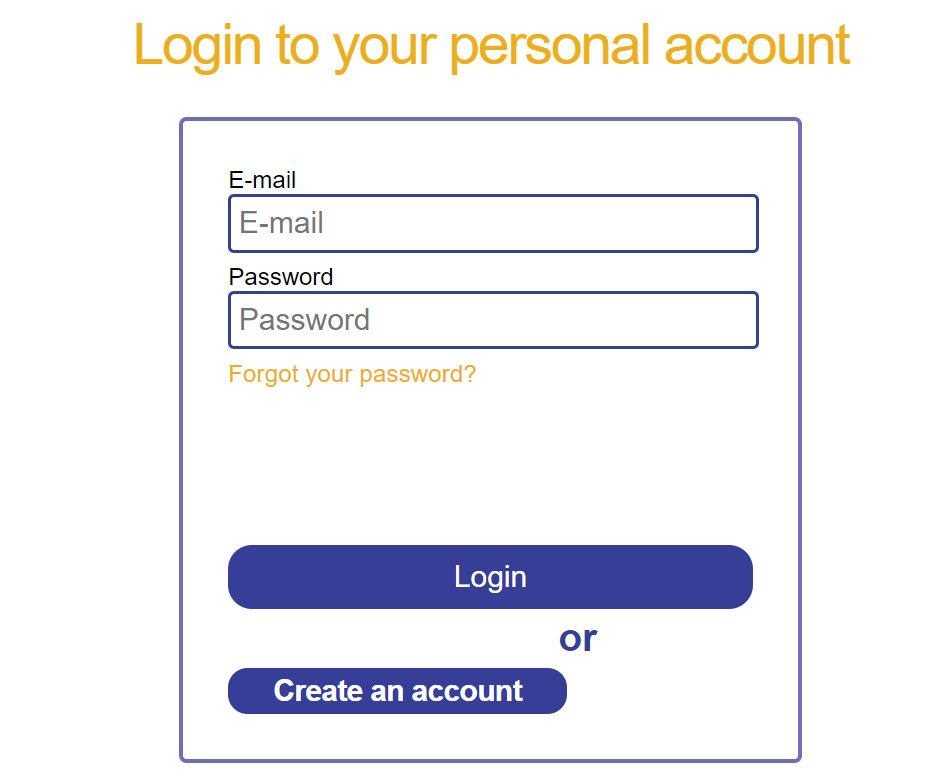 Login to your personal account
E-mail
E-mail
Password
Password
Forgot your password?
Login
or
Create an account